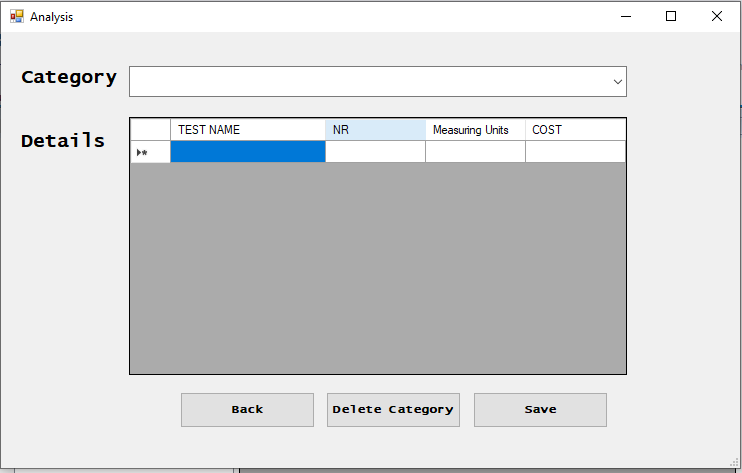 Analysis
Category
Details
TEST NAME NR Measuring Units COST
Back Delete Category Save